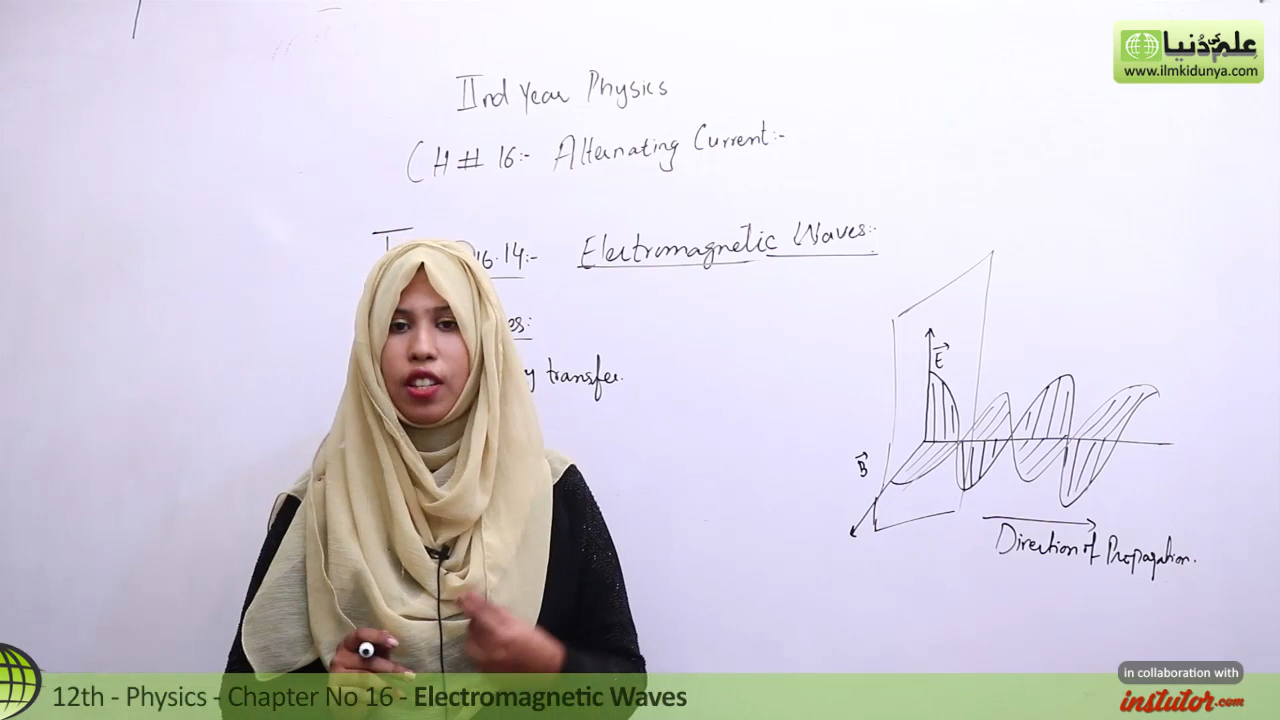 علم کی دُنیا
www.ilmkidunya.com
IInd Year Physics
CH # 16:- Alternating Current:-
16.14:- Electromagnetic Waves:-
transfer.
E
B
Direction of Propagation.
in collaboration with
instutor.com
12th - Physics - Chapter No 16 - Electromagnetic Waves